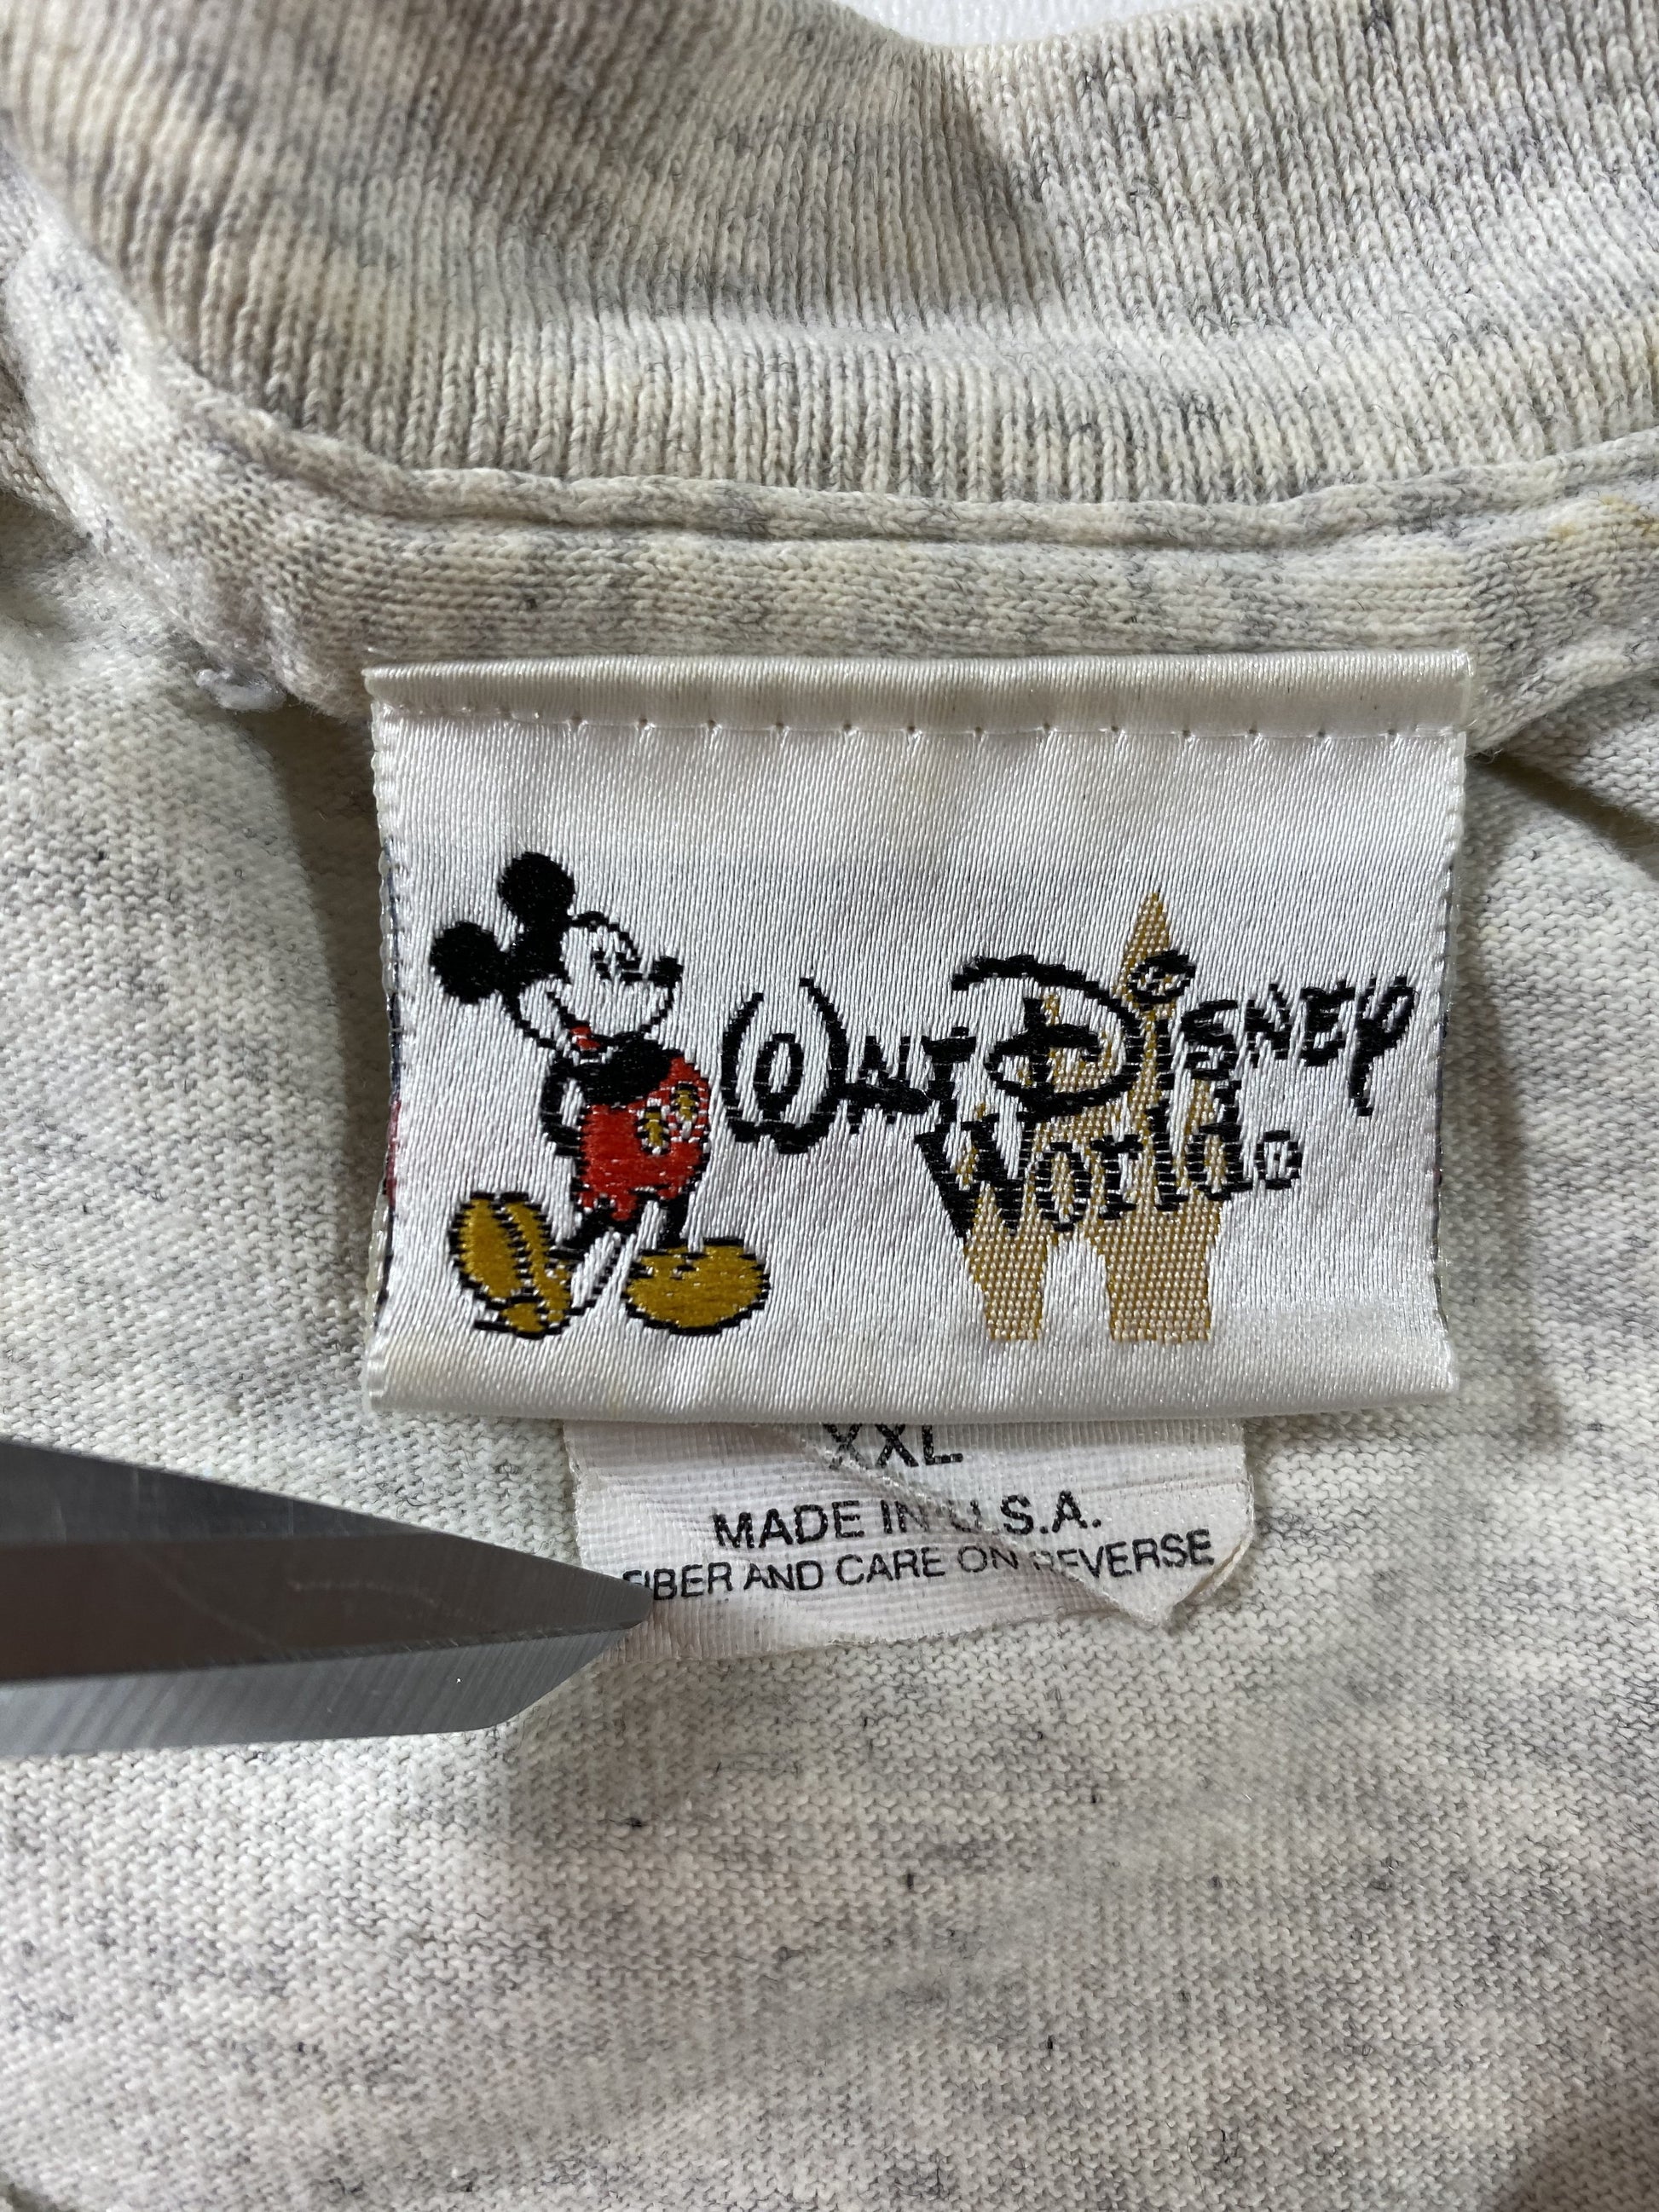 WALT DISNEY
World®
XXL
MADE IN U.S.A.
FIBER AND CARE ON REVERSE